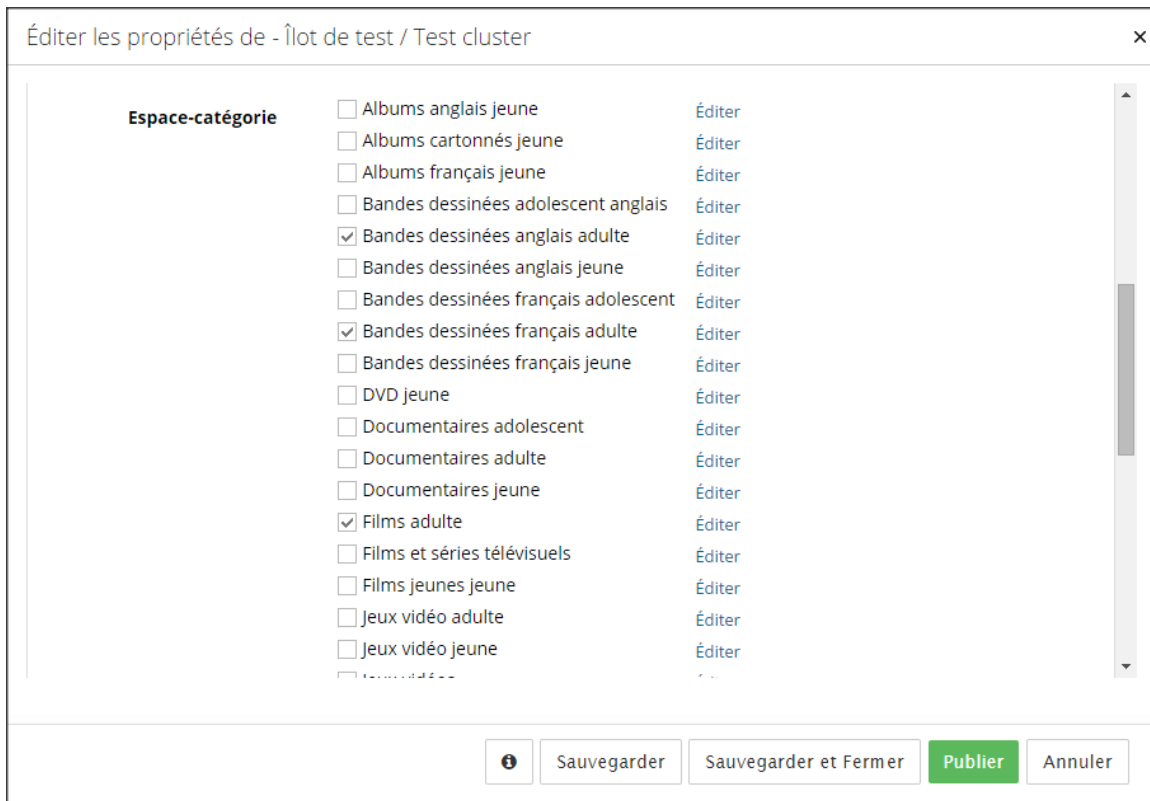 Éditer les propriétés de - Îlot de test / Test cluster ×
Espace-catégorie
Albums anglais jeune Éditer
Albums cartonnés jeune Éditer
Albums français jeune Éditer
Bandes dessinées adolescent anglais Éditer
Bandes dessinées anglais adulte Éditer
Bandes dessinées anglais jeune Éditer
Bandes dessinées français adolescent Éditer
Bandes dessinées français adulte Éditer
Bandes dessinées français jeune Éditer
DVD jeune Éditer
Documentaires adolescent Éditer
Documentaires adulte Éditer
Documentaires jeune Éditer
Films adulte Éditer
Films et séries télévisuels Éditer
Films jeunes jeune Éditer
Jeux vidéo adulte Éditer
Jeux vidéo jeune Éditer
Sauvegarder Sauvegarder et Fermer Publier Annuler